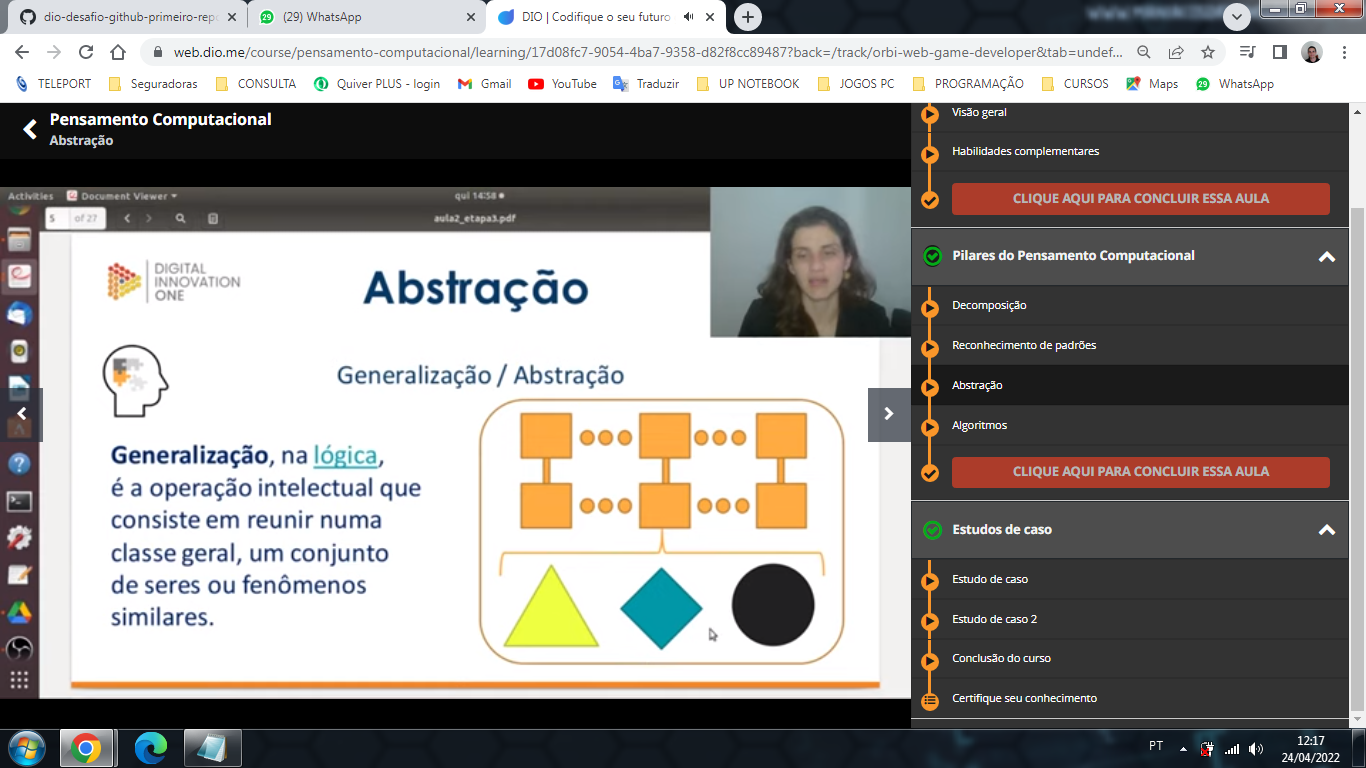 dio-desafio-github-primeiro-repo
(29) WhatsApp
DIO | Codifique o seu futuro
web.dio.me/course/pensamento-computacional/learning/17d08fc7-9054-4ba7-9358-d82f8cc89487?back=/track/orbi-web-game-developer&tab=undef...
TELEPORT
Seguradoras
CONSULTA
Quiver PLUS - login
Gmail
YouTube
Traduzir
UP NOTEBOOK
JOGOS PC
PROGRAMAÇÃO
CURSOS
Maps
29
WhatsApp
Pensamento Computacional
Abstração
Activities
Document Viewer
qui 14:58
5 of 27
aula2_etapa3.pdf
DIGITAL
INNOVATION
ONE
Abstração
Generalização / Abstração
Generalização, na lógica,
é a operação intelectual que
consiste em reunir numa
classe geral, um conjunto
de seres ou fenômenos
similares.
Visão geral
Habilidades complementares
CLIQUE AQUI PARA CONCLUIR ESSA AULA
Pilares do Pensamento Computacional
Decomposição
Reconhecimento de padrões
Abstração
Algoritmos
CLIQUE AQUI PARA CONCLUIR ESSA AULA
Estudos de caso
Estudo de caso
Estudo de caso 2
Conclusão do curso
Certifique seu conhecimento
PT
12:17
24/04/2022